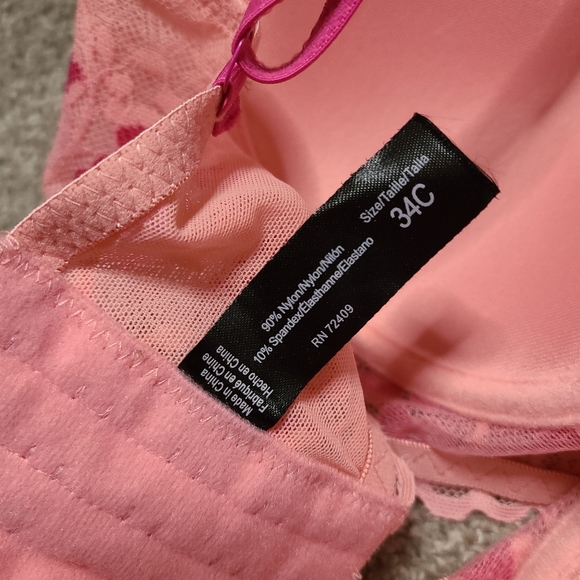 Size/Taille/Talla
34C
90% Nylon/Nylon/Nilón
10% Spandex/Élasthanne/Elastano
RN 72409
Made in China
Fabriqué en Chine
Hecho en China